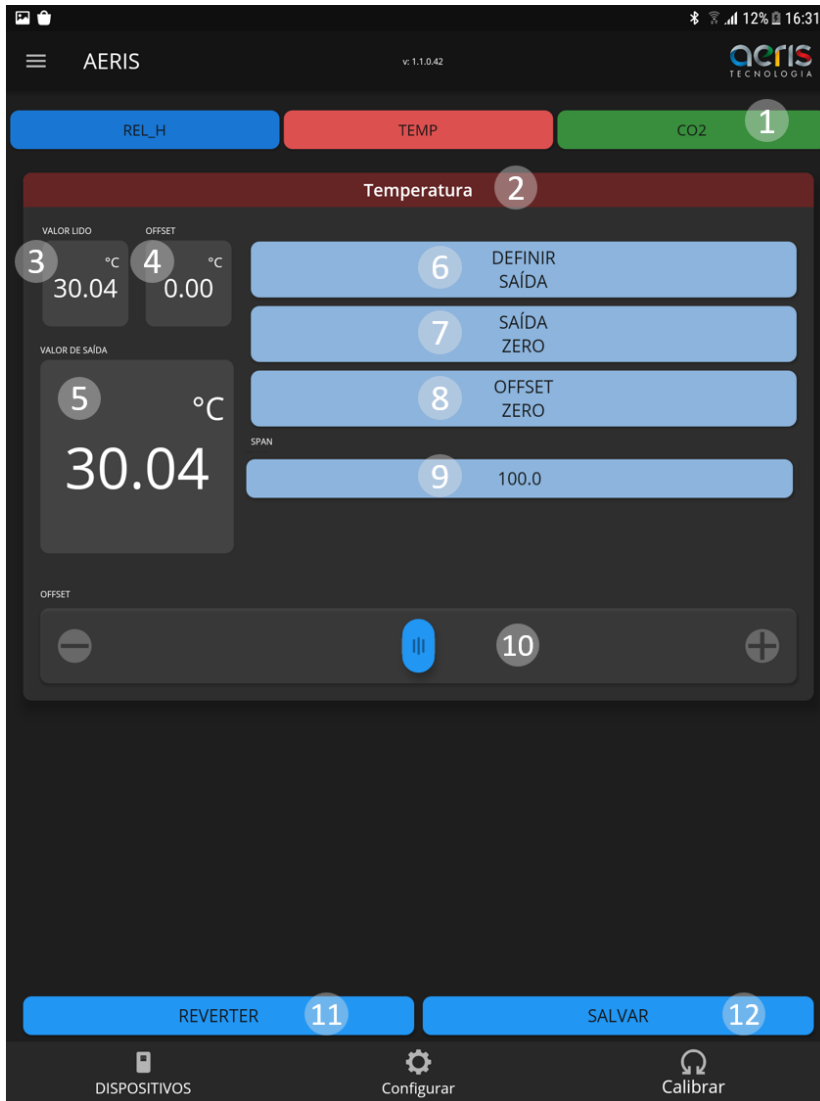 12% 16:31
AERIS
v: 1.1.0.42
aeris
TECNOLOGIA
REL_H
TEMP
CO2
1
Temperatura
2
VALOR LIDO
OFFSET
3
°C
30.04
4
°C
0.00
6
DEFINIR
SAÍDA
7
SAÍDA
ZERO
VALOR DE SAÍDA
5
°C
30.04
8
OFFSET
ZERO
SPAN
9
100.0
OFFSET
10
REVERTER
11
SALVAR
12
DISPOSITIVOS
Configurar
Calibrar